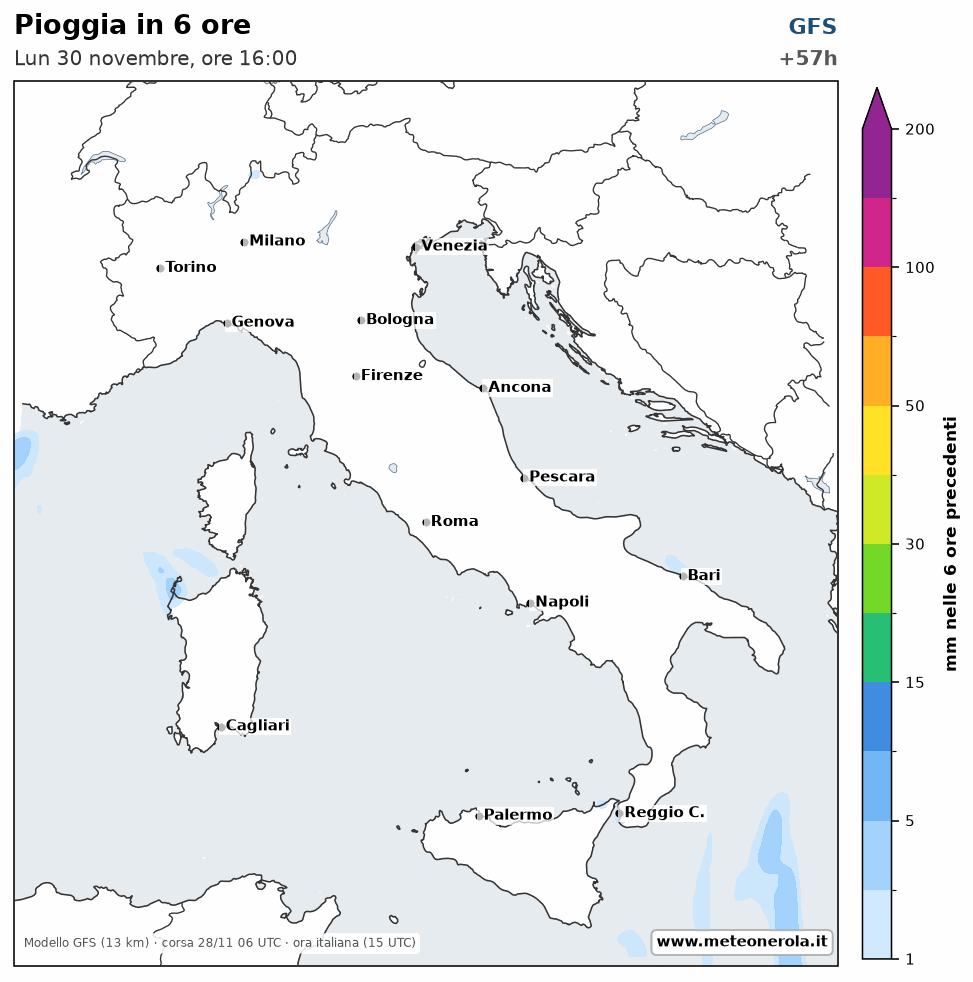 Pioggia in 6 ore
GFS
Lun 30 novembre, ore 16:00
+57h
200
100
50
30
15
5
1
mm nelle 6 ore precedenti
Milano
Venezia
Torino
Genova
Bologna
Firenze
Ancona
Pescara
Roma
Bari
Napoli
Cagliari
Palermo
Reggio C.
Modello GFS (13 km) · corsa 28/11 06 UTC · ora italiana (15 UTC)
www.meteonerola.it